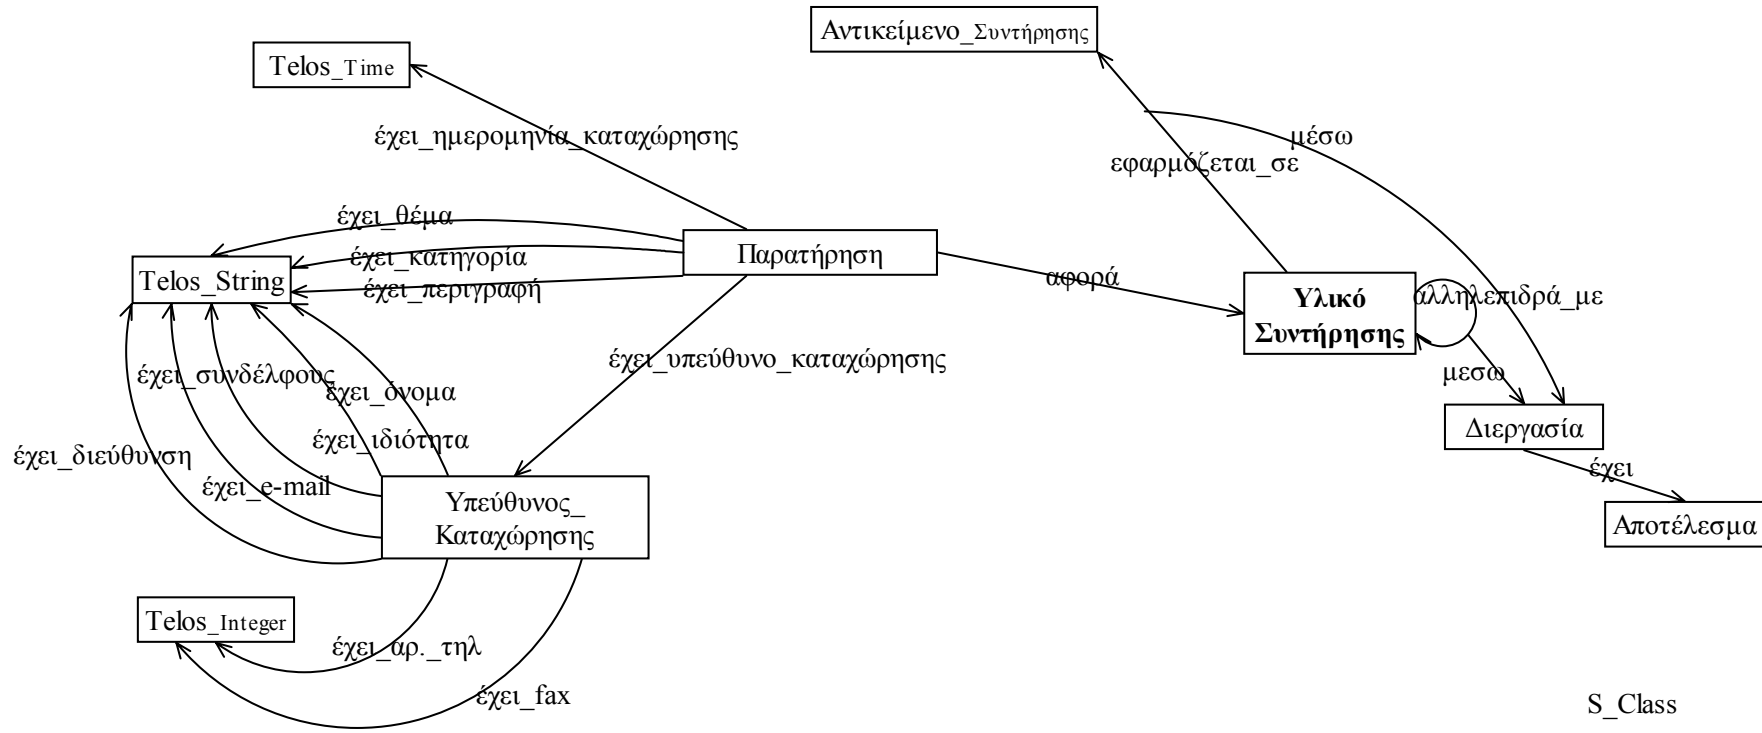 Αντικείμενο_Συντήρησης
Telos_Time
έχει_ημερομηνία_καταχώρησης
μέσω
εφαρμόζεται_σε
έχει_θέμα
Παρατήρηση
έχει_κατηγορία
Telos_String
έχει_περιγραφή
αφορά
Υλικό
Συντήρησης
άλληλεπιδρά_με
έχει_υπεύθυνο_καταχώρησης
μεσω
έχει_συνδέλφους
έχει_όνομα
Διεργασία
έχει_ιδιότητα
έχει_διεύθυνση
έχει
έχει_e-mail
Υπεύθυνος_
Καταχώρησης
Αποτέλεσμα
Telos_Integer
έχει_αρ._τηλ
έχει_fax
S_Class